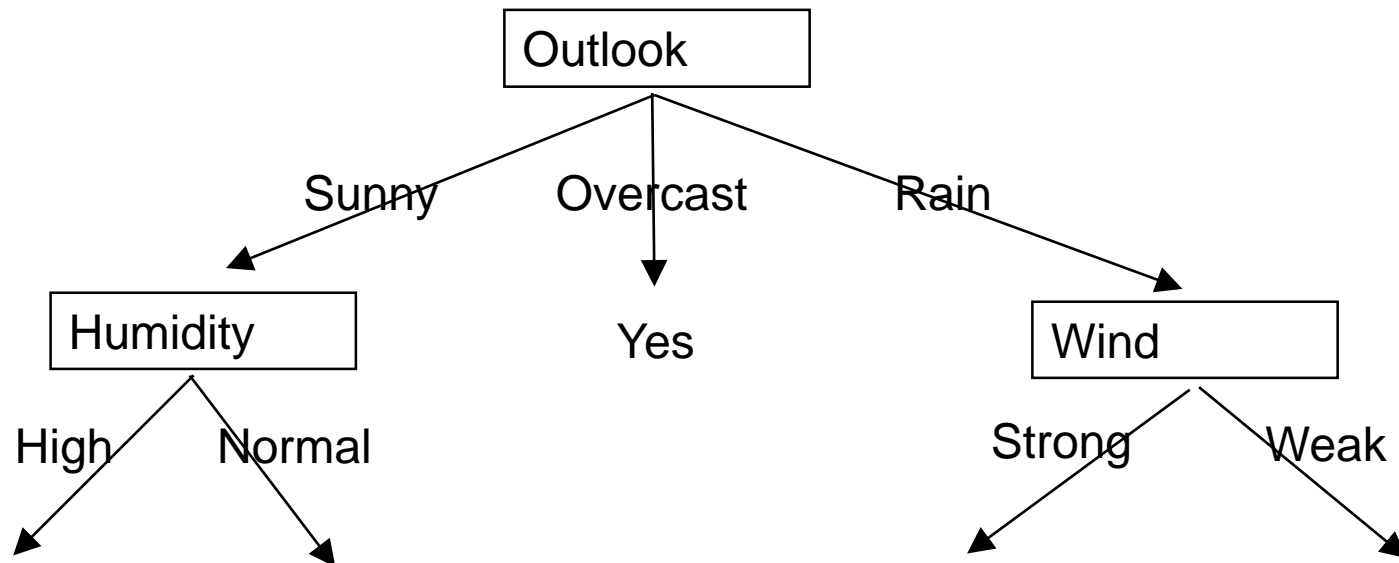 Outlook
Sunny Overcast Rain
Humidity Yes Wind
High Normal Strong Weak